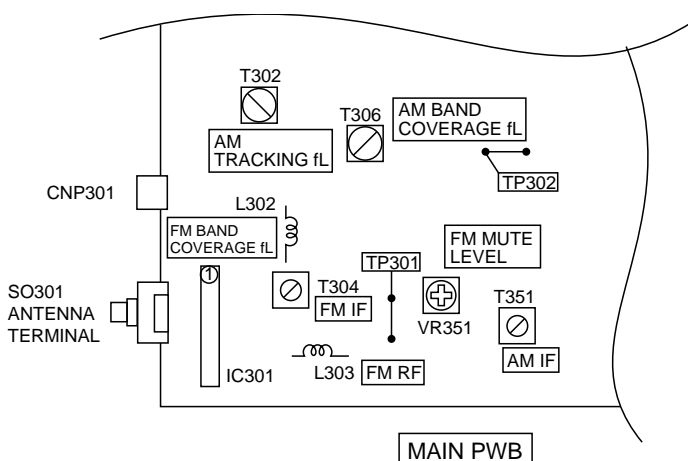 T302
AM
TRACKING fL
T306
AM BAND
COVERAGE fL
TP302
CNP301
L302
FM BAND
COVERAGE fL
TP301
FM MUTE
LEVEL
SO301
ANTENNA
TERMINAL
1
T304
FM IF
VR351
T351
AM IF
IC301
L303
FM RF
MAIN PWB